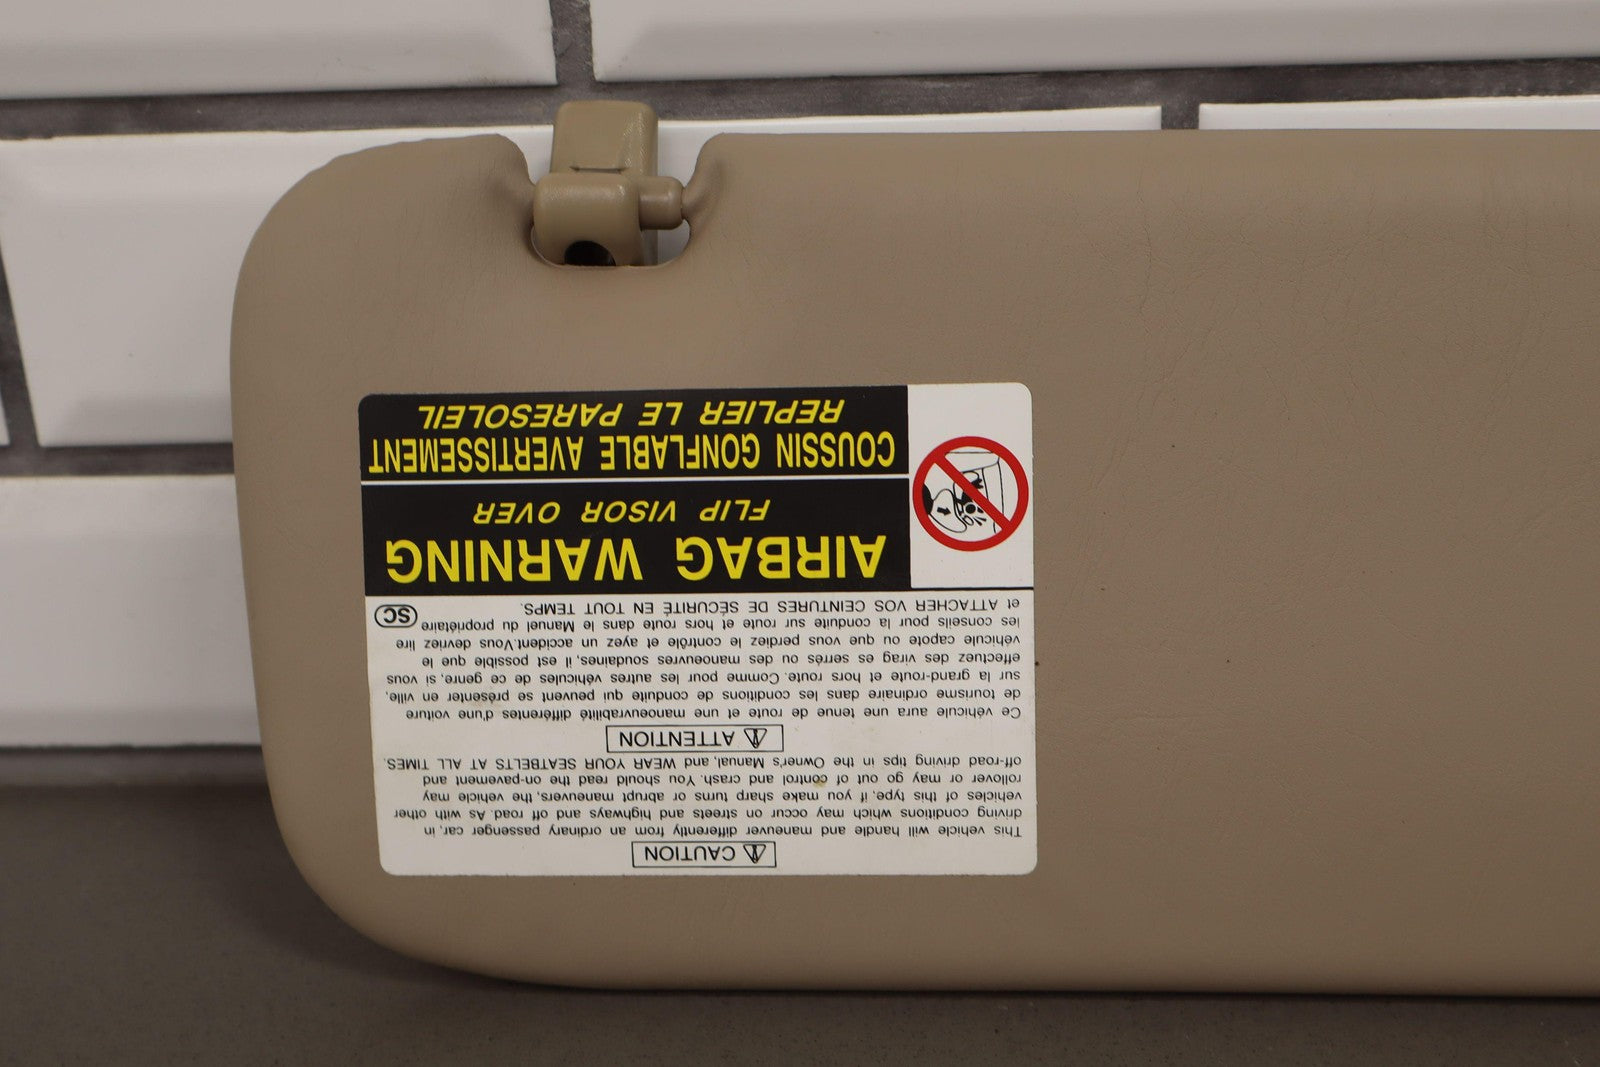 ⚠ CAUTION
This vehicle will handle and maneuver differently from an ordinary passenger car, in
driving conditions which may occur on streets and highways and off road. As with other
vehicles of this type, if you make sharp turns or abrupt maneuvers, the vehicle may
rollover or may go out of control and crash. You should read the on-pavement and
off-road driving tips in the Owner's Manual, and WEAR YOUR SEATBELTS AT ALL TIMES.
⚠ ATTENTION
Ce véhicule aura une tenue de route et une manoeuvrabilité différentes d'une voiture
de tourisme ordinaire dans les conditions de conduite qui peuvent se présenter en ville,
sur la grand-route et hors route. Comme pour les autres véhicules de ce genre, si vous
effectuez des virag es serrés ou des manoeuvres soudaines, il est possible que le
véhicule capote ou que vous perdiez le contrôle et ayez un accident. Vous devriez lire
les conseils pour la conduite sur route et hors route dans le Manuel du propriétaire
et ATTACHER VOS CEINTURES DE SÉCURITÉ EN TOUT TEMPS.
SC
AIRBAG WARNING
FLIP VISOR OVER
COUSSIN GONFLABLE AVERTISSEMENT
REPLIER LE PARESOLEIL